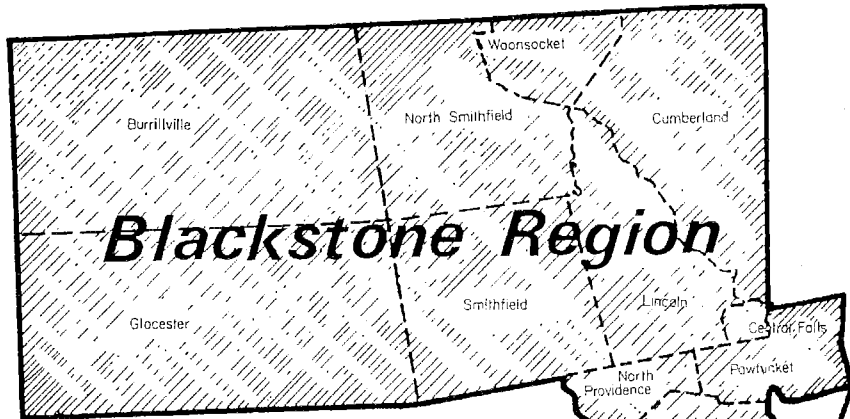 Woonsocket
Burrillville
North Smithfield
Cumberland
Blackstone Region
Glocester
Smithfield
Lincoln
Central Falls
North
Providence
Pawtucket